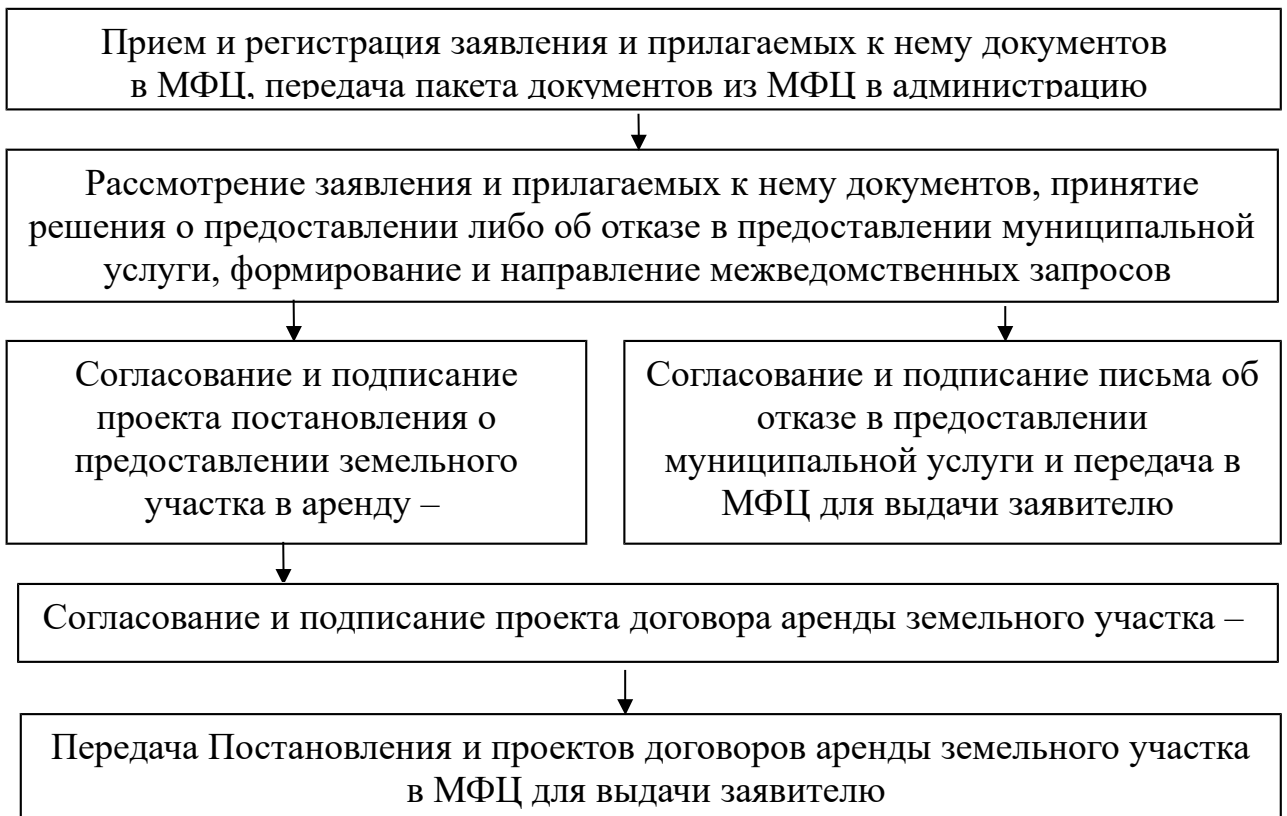 Прием и регистрация заявления и прилагаемых к нему документов
в МФЦ, передача пакета документов из МФЦ в администрацию
Рассмотрение заявления и прилагаемых к нему документов, принятие
решения о предоставлении либо об отказе в предоставлении муниципальной
услуги, формирование и направление межведомственных запросов
Согласование и подписание
проекта постановления о
предоставлении земельного
участка в аренду –
Согласование и подписание письма об
отказе в предоставлении
муниципальной услуги и передача в
МФЦ для выдачи заявителю
Согласование и подписание проекта договора аренды земельного участка –
Передача Постановления и проектов договоров аренды земельного участка
в МФЦ для выдачи заявителю